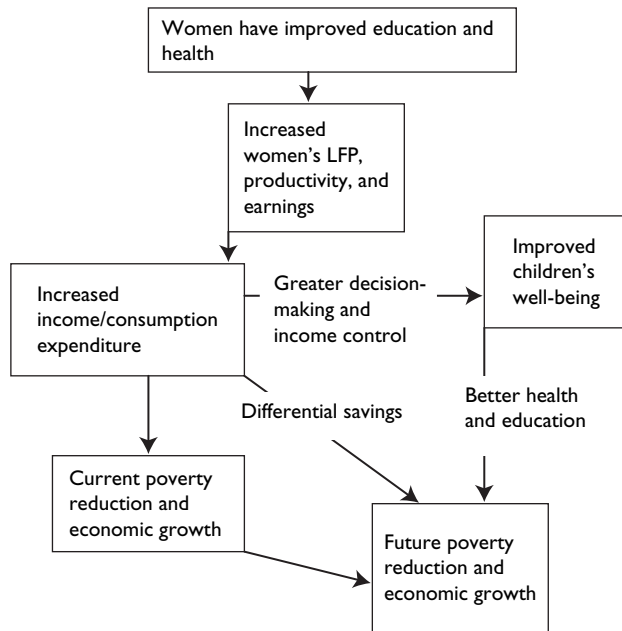 Women have improved education and
health
Increased
women’s LFP,
productivity, and
earnings
Increased
income/consumption
expenditure
Greater decision-
making and
income control
Improved
children’s
well-being
Differential savings
Better health
and education
Current poverty
reduction and
economic growth
Future poverty
reduction and
economic growth